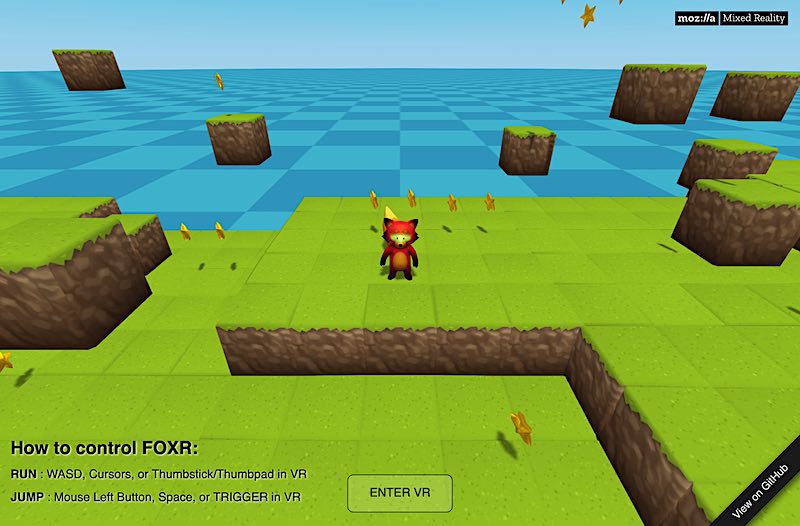 moz://a Mixed Reality
How to control FOXR:
RUN : WASD, Cursors, or Thumbstick/Thumbpad in VR
JUMP : Mouse Left Button, Space, or TRIGGER in VR
ENTER VR
View on GitHub